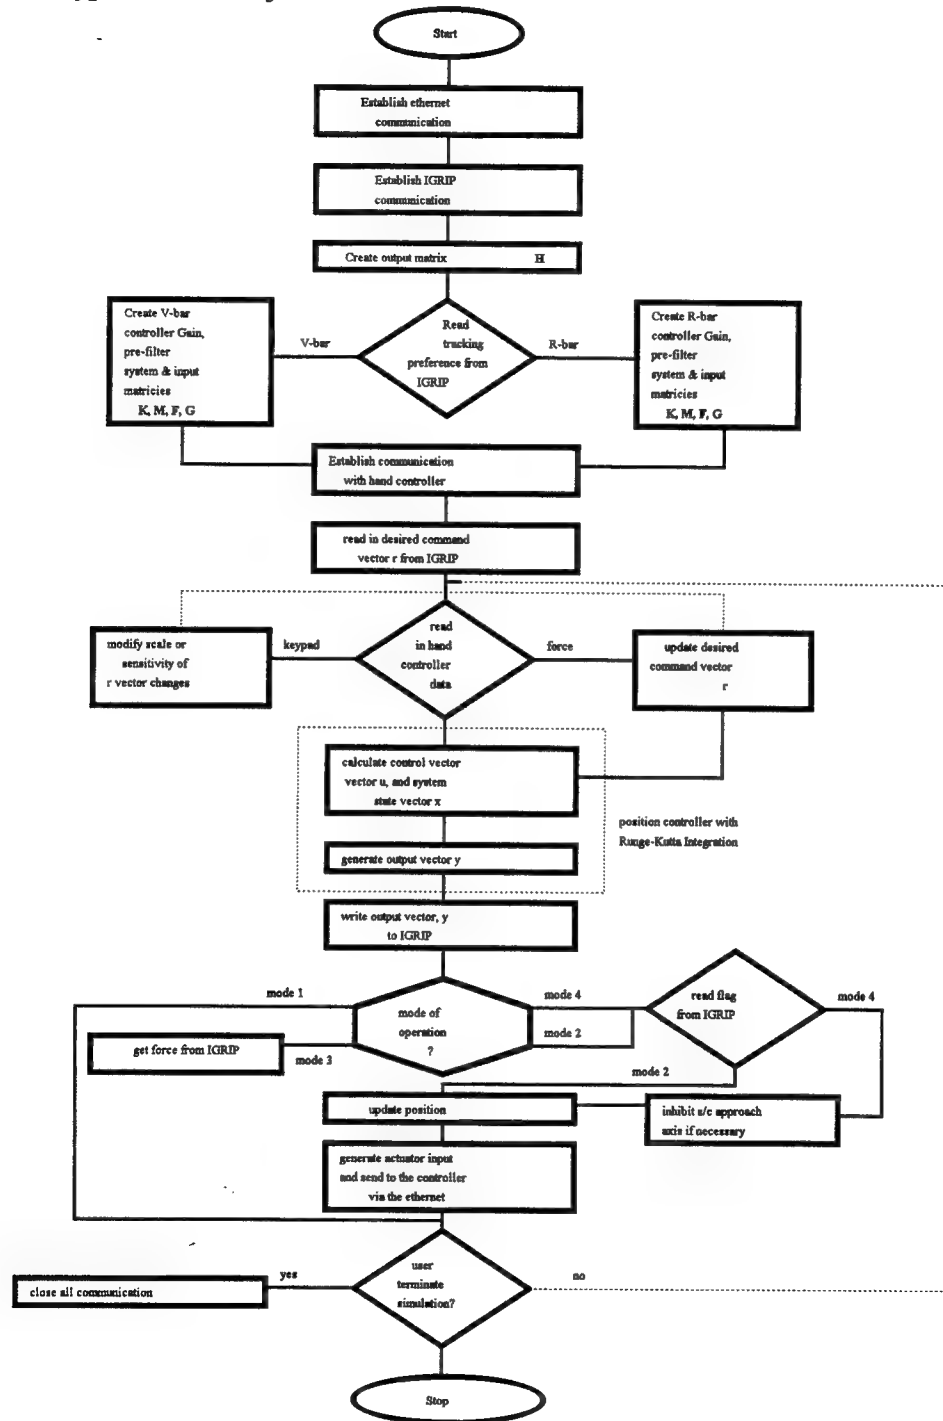 Start
Establish ethernet
communication
Establish IGRIP
communication
Create output matrix H
Create V-bar
controller Gain,
pre-filter
system & input
matricies
K, M, F, G
V-bar
Read
tracking
preference from
IGRIP
R-bar
Create R-bar
controller Gain,
pre-filter
system & input
matricies
K, M, F, G
Establish communication
with hand controller
read in desired command
vector r from IGRIP
modify scale or
sensitivity of
r vector changes
keypad
read
in hand
controller
data
force
update desired
command vector
r
calculate control vector
vector u, and system
state vector x
position controller with
Runge-Kutta Integration
generate output vector y
write output vector, y
to IGRIP
mode 1
mode of
operation
?
mode 4
mode 2
read flag
from IGRIP
mode 4
get force from IGRIP
mode 3
mode 2
update position
inhibit s/c approach
axis if necessary
generate actuator input
and send to the controller
via the ethernet
user
terminate
simulation?
yes
no
close all communication
Stop